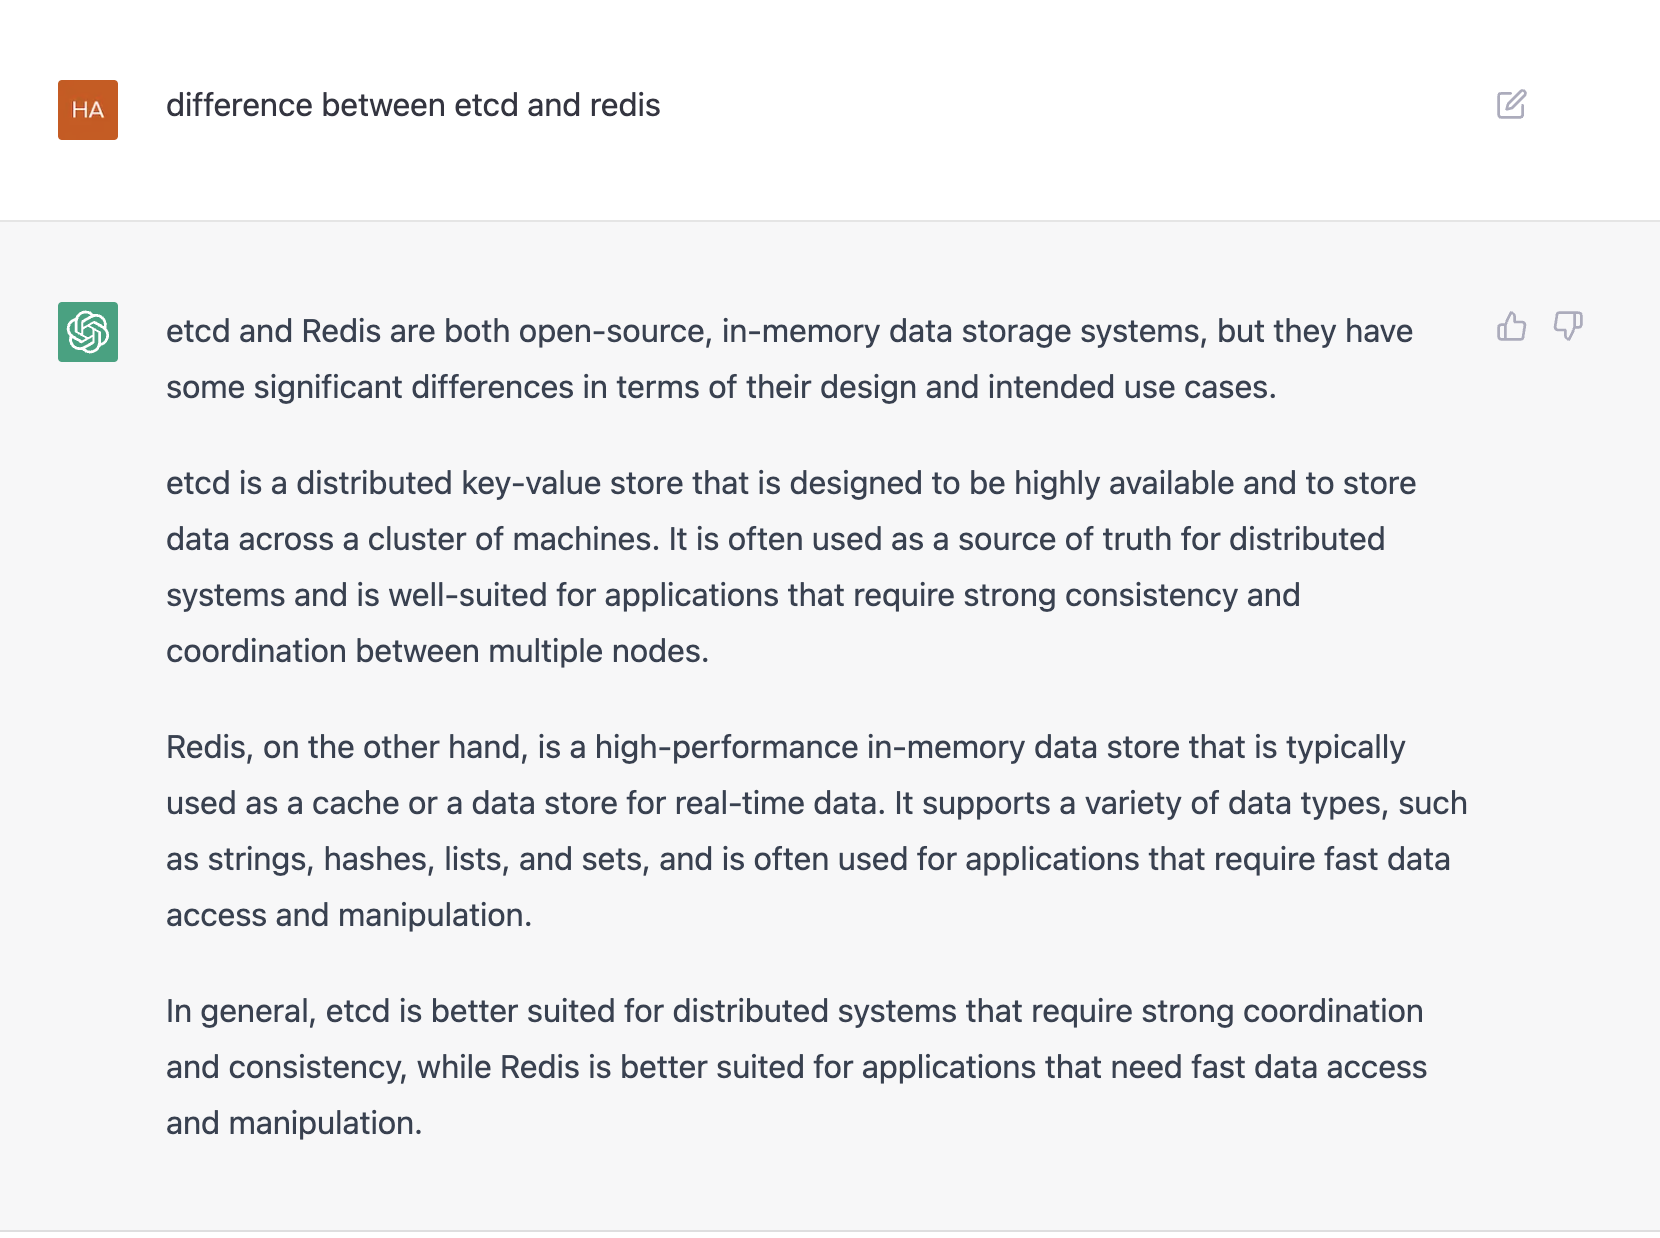 HA
difference between etcd and redis
etcd and Redis are both open-source, in-memory data storage systems, but they have
some significant differences in terms of their design and intended use cases.
etcd is a distributed key-value store that is designed to be highly available and to store
data across a cluster of machines. It is often used as a source of truth for distributed
systems and is well-suited for applications that require strong consistency and
coordination between multiple nodes.
Redis, on the other hand, is a high-performance in-memory data store that is typically
used as a cache or a data store for real-time data. It supports a variety of data types, such
as strings, hashes, lists, and sets, and is often used for applications that require fast data
access and manipulation.
In general, etcd is better suited for distributed systems that require strong coordination
and consistency, while Redis is better suited for applications that need fast data access
and manipulation.